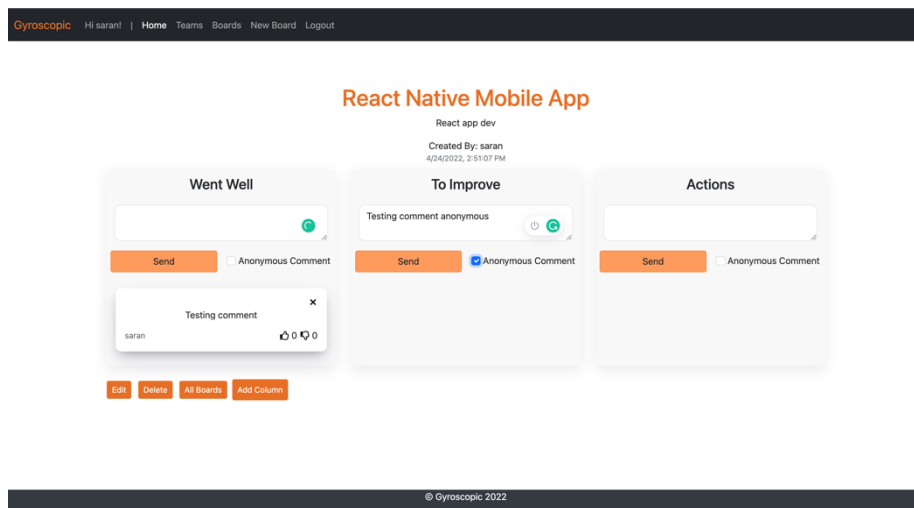 Gyroscopic Hi saran! | Home Teams Boards New Board Logout
React Native Mobile App
React app dev
Created By: saran
4/24/2022, 2:51:07 PM
Went Well
To Improve
Actions
Testing comment anonymous
Send Anonymous Comment
Send Anonymous Comment
Send Anonymous Comment
Testing comment
saran 0 0
Edit Delete All Boards Add Column
© Gyroscopic 2022